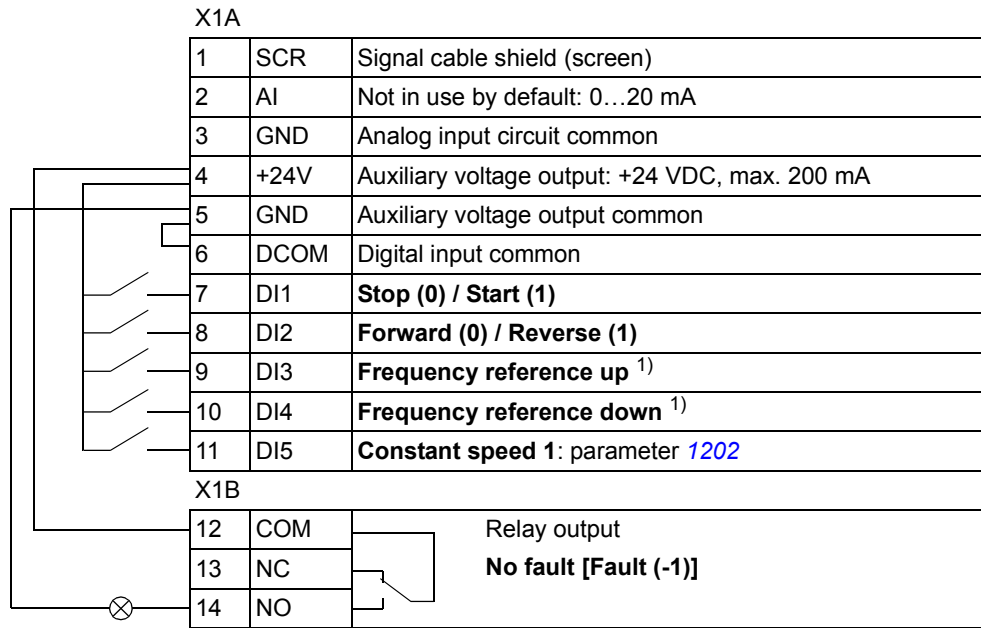 X1A
1 SCR Signal cable shield (screen)
2 AI Not in use by default: 0…20 mA
3 GND Analog input circuit common
4 +24V Auxiliary voltage output: +24 VDC, max. 200 mA
5 GND Auxiliary voltage output common
6 DCOM Digital input common
7 DI1 Stop (0) / Start (1)
8 DI2 Forward (0) / Reverse (1)
9 DI3 Frequency reference up 1)
10 DI4 Frequency reference down 1)
11 DI5 Constant speed 1: parameter 1202
X1B
12 COM Relay output
13 NC No fault [Fault (-1)]
14 NO